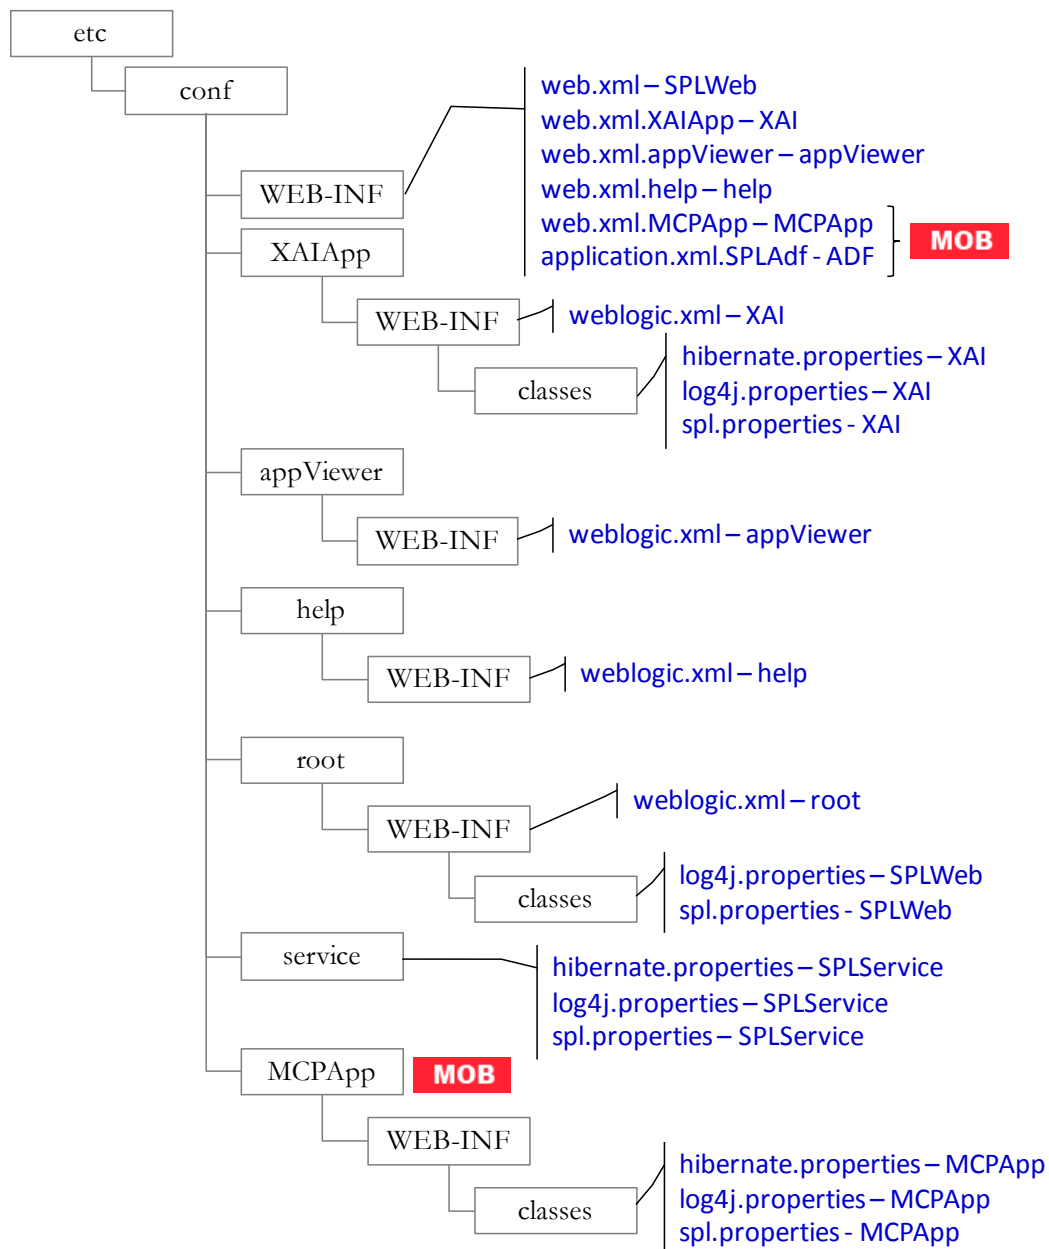 etc
conf
WEB-INF
web.xml – SPLWeb
web.xml.XAIApp – XAI
web.xml.appViewer – appViewer
web.xml.help – help
web.xml.MCPApp – MCPApp
application.xml.SPLAdf - ADF
MOB
XAIApp
WEB-INF
weblogic.xml – XAI
classes
hibernate.properties – XAI
log4j.properties – XAI
spl.properties - XAI
appViewer
WEB-INF
weblogic.xml – appViewer
help
WEB-INF
weblogic.xml – help
root
WEB-INF
weblogic.xml – root
classes
log4j.properties – SPLWeb
spl.properties - SPLWeb
service
hibernate.properties – SPLService
log4j.properties – SPLService
spl.properties – SPLService
MCPApp
MOB
WEB-INF
classes
hibernate.properties – MCPApp
log4j.properties – MCPApp
spl.properties - MCPApp